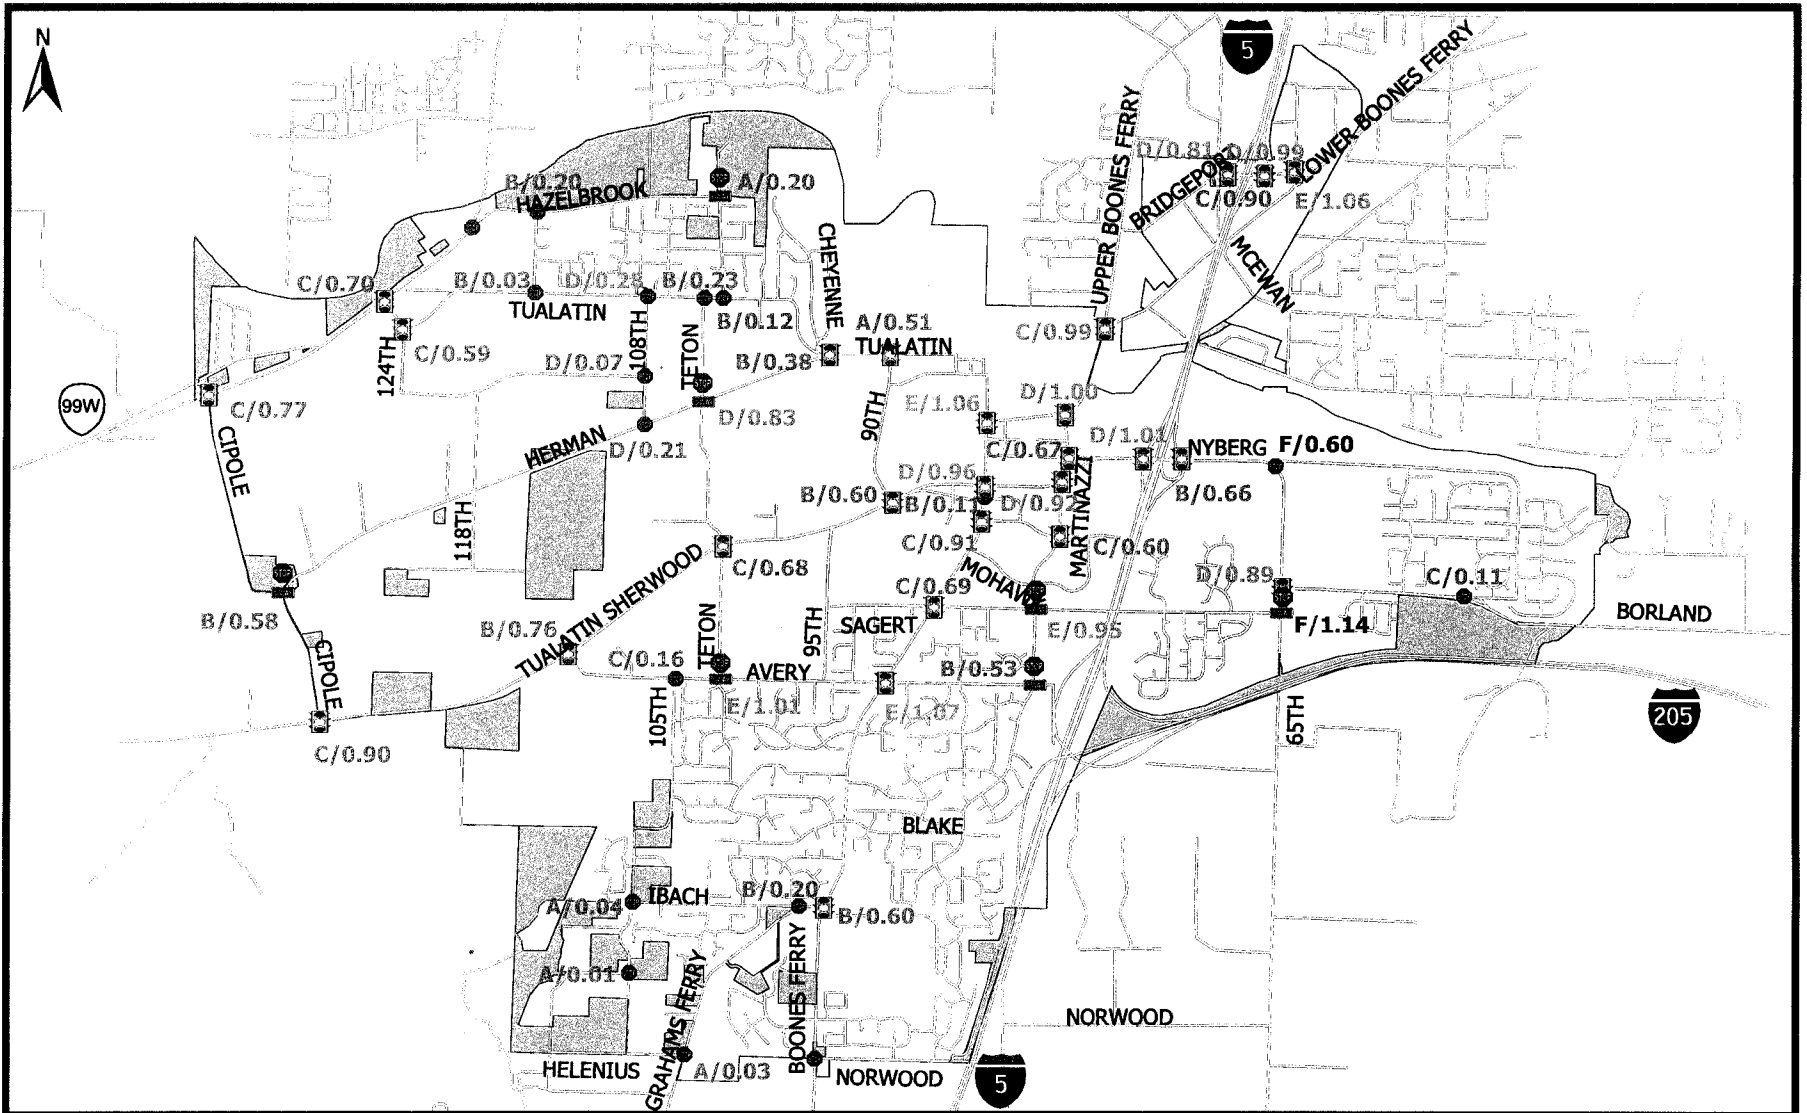 N
5
LOWER BOONES FERRY
UPPER BOONES FERRY
D/0.81
D/0.99
BRIDGEPORT
C/0.90
E/1.06
B/0.20
HAZELBROOK
A/0.20
CHEYENNE
MCEWAN
C/0.70
B/0.03
D/0.28
B/0.23
TUALATIN
B/0.12
A/0.51
TUALATIN
C/0.99
C/0.59
124TH
108TH
TETON
B/0.38
D/0.07
99W
C/0.77
D/0.83
90TH
E/1.06
D/1.00
CIPOLE
HERMAN
D/0.21
C/0.67
D/1.01
NYBERG
F/0.60
D/0.96
B/0.60
B/0.11
D/0.92
MARTINAZZI
B/0.66
118TH
C/0.91
C/0.60
C/0.68
MOHAWK
D/0.89
C/0.11
C/0.69
B/0.58
B/0.76
TUALATIN SHERWOOD
TETON
95TH
SAGERT
E/0.95
F/1.14
BORLAND
CIPOLE
C/0.16
AVERY
B/0.53
105TH
E/1.01
E/1.07
65TH
205
C/0.90
BLAKE
IBACH
A/0.04
B/0.20
B/0.60
A/0.01
GRAHAMS FERRY
BOONES FERRY
NORWOOD
HELENIUS
A/0.03
NORWOOD
5